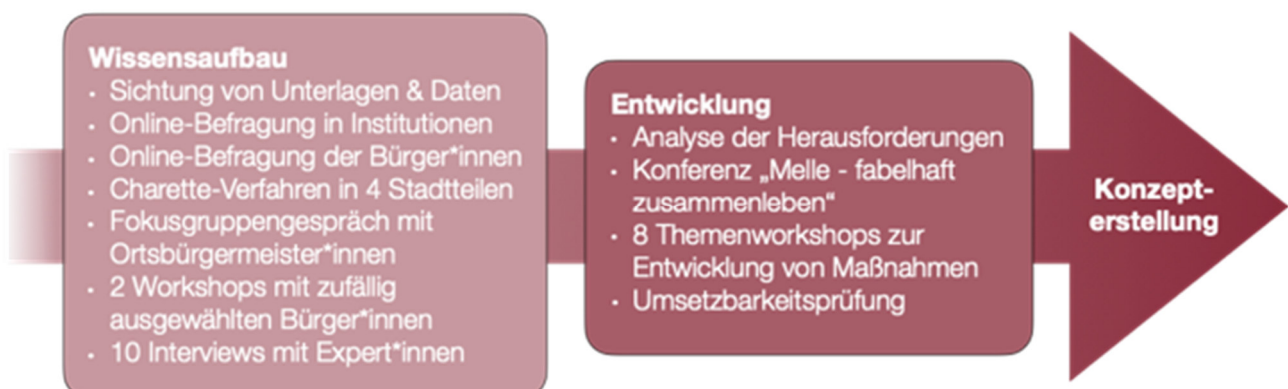 Wissensaufbau
· Sichtung von Unterlagen & Daten
· Online-Befragung in Institutionen
· Online-Befragung der Bürger*innen
· Charette-Verfahren in 4 Stadtteilen
· Fokusgruppengespräch mit
Ortsbürgermeister*innen
· 2 Workshops mit zufällig
ausgewählten Bürger*innen
· 10 Interviews mit Expert*innen
Entwicklung
· Analyse der Herausforderungen
· Konferenz „Melle - fabelhaft
zusammenleben“
· 8 Themenworkshops zur
Entwicklung von Maßnahmen
· Umsetzbarkeitsprüfung
Konzept-
erstellung